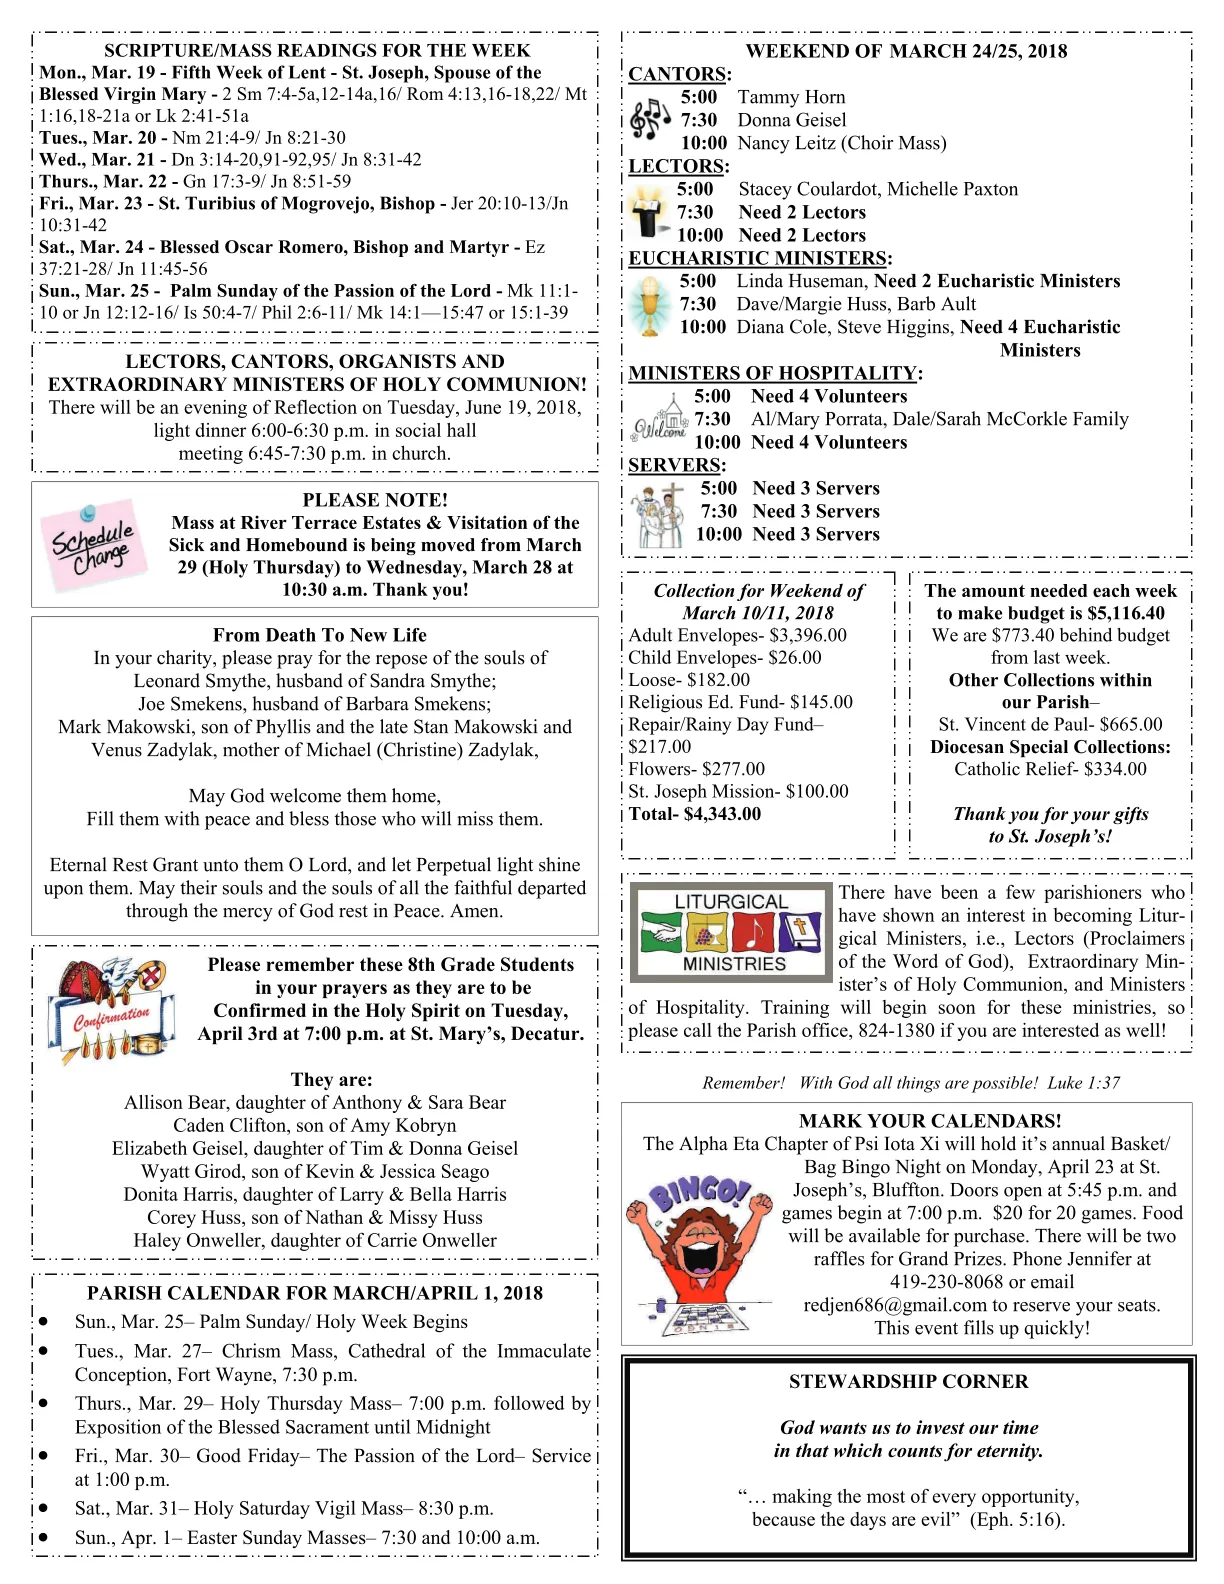 SCRIPTURE/MASS READINGS FOR THE WEEK
Mon., Mar. 19 - Fifth Week of Lent - St. Joseph, Spouse of the
Blessed Virgin Mary - 2 Sm 7:4-5a,12-14a,16/ Rom 4:13,16-18,22/ Mt
1:16,18-21a or Lk 2:41-51a
Tues., Mar. 20 - Nm 21:4-9/ Jn 8:21-30
Wed., Mar. 21 - Dn 3:14-20,91-92,95/ Jn 8:31-42
Thurs., Mar. 22 - Gn 17:3-9/ Jn 8:51-59
Fri., Mar. 23 - St. Turibius of Mogrovejo, Bishop - Jer 20:10-13/Jn
10:31-42
Sat., Mar. 24 - Blessed Oscar Romero, Bishop and Martyr - Ez
37:21-28/ Jn 11:45-56
Sun., Mar. 25 -  Palm Sunday of the Passion of the Lord - Mk 11:1-
10 or Jn 12:12-16/ Is 50:4-7/ Phil 2:6-11/ Mk 14:1—15:47 or 15:1-39
LECTORS, CANTORS, ORGANISTS AND
EXTRAORDINARY MINISTERS OF HOLY COMMUNION!
There will be an evening of Reflection on Tuesday, June 19, 2018,
light dinner 6:00-6:30 p.m. in social hall
meeting 6:45-7:30 p.m. in church.
Schedule
Change
PLEASE NOTE!
Mass at River Terrace Estates & Visitation of the
Sick and Homebound is being moved from March
29 (Holy Thursday) to Wednesday, March 28 at
10:30 a.m. Thank you!
From Death To New Life
In your charity, please pray for the repose of the souls of
Leonard Smythe, husband of Sandra Smythe;
Joe Smekens, husband of Barbara Smekens;
Mark Makowski, son of Phyllis and the late Stan Makowski and
Venus Zadylak, mother of Michael (Christine) Zadylak,
May God welcome them home,
Fill them with peace and bless those who will miss them.
Eternal Rest Grant unto them O Lord, and let Perpetual light shine
upon them. May their souls and the souls of all the faithful departed
through the mercy of God rest in Peace. Amen.
Confirmation
Please remember these 8th Grade Students
in your prayers as they are to be
Confirmed in the Holy Spirit on Tuesday,
April 3rd at 7:00 p.m. at St. Mary's, Decatur.
They are:
Allison Bear, daughter of Anthony & Sara Bear
Caden Clifton, son of Amy Kobryn
Elizabeth Geisel, daughter of Tim & Donna Geisel
Wyatt Girod, son of Kevin & Jessica Seago
Donita Harris, daughter of Larry & Bella Harris
Corey Huss, son of Nathan & Missy Huss
Haley Onweller, daughter of Carrie Onweller
PARISH CALENDAR FOR MARCH/APRIL 1, 2018
• Sun., Mar. 25– Palm Sunday/ Holy Week Begins
• Tues., Mar. 27– Chrism Mass, Cathedral of the Immaculate
Conception, Fort Wayne, 7:30 p.m.
• Thurs., Mar. 29– Holy Thursday Mass– 7:00 p.m. followed by
Exposition of the Blessed Sacrament until Midnight
• Fri., Mar. 30– Good Friday– The Passion of the Lord– Service
at 1:00 p.m.
• Sat., Mar. 31– Holy Saturday Vigil Mass– 8:30 p.m.
• Sun., Apr. 1– Easter Sunday Masses– 7:30 and 10:00 a.m.
WEEKEND OF MARCH 24/25, 2018
CANTORS:
5:00 Tammy Horn
7:30 Donna Geisel
10:00 Nancy Leitz (Choir Mass)
LECTORS:
5:00 Stacey Coulardot, Michelle Paxton
7:30 Need 2 Lectors
10:00 Need 2 Lectors
EUCHARISTIC MINISTERS:
5:00 Linda Huseman, Need 2 Eucharistic Ministers
7:30 Dave/Margie Huss, Barb Ault
10:00 Diana Cole, Steve Higgins, Need 4 Eucharistic
Ministers
MINISTERS OF HOSPITALITY:
5:00 Need 4 Volunteers
Welcome
7:30 Al/Mary Porrata, Dale/Sarah McCorkle Family
10:00 Need 4 Volunteers
SERVERS:
5:00 Need 3 Servers
7:30 Need 3 Servers
10:00 Need 3 Servers
Collection for Weekend of
March 10/11, 2018
Adult Envelopes- $3,396.00
Child Envelopes- $26.00
Loose- $182.00
Religious Ed. Fund- $145.00
Repair/Rainy Day Fund–
$217.00
Flowers- $277.00
St. Joseph Mission- $100.00
Total- $4,343.00
The amount needed each week
to make budget is $5,116.40
We are $773.40 behind budget
from last week.
Other Collections within
our Parish–
St. Vincent de Paul- $665.00
Diocesan Special Collections:
Catholic Relief- $334.00
Thank you for your gifts
to St. Joseph's!
LITURGICAL
MINISTRIES
There have been a few parishioners who
have shown an interest in becoming Litur-
gical Ministers, i.e., Lectors (Proclaimers
of the Word of God),  Extraordinary Min-
ister's of Holy Communion, and Ministers
of Hospitality. Training will begin soon for these ministries, so
please call the Parish office, 824-1380 if you are interested as well!
Remember!   With God all things are possible!  Luke 1:37
MARK YOUR CALENDARS!
The Alpha Eta Chapter of Psi Iota Xi will hold it's annual Basket/
Bag Bingo Night on Monday, April 23 at St.
Joseph's, Bluffton. Doors open at 5:45 p.m. and
games begin at 7:00 p.m.  $20 for 20 games. Food
will be available for purchase. There will be two
raffles for Grand Prizes. Phone Jennifer at
419-230-8068 or email
redjen686@gmail.com to reserve your seats.
This event fills up quickly!
BINGO!
STEWARDSHIP CORNER
God wants us to invest our time
in that which counts for eternity.
“… making the most of every opportunity,
because the days are evil”  (Eph. 5:16).